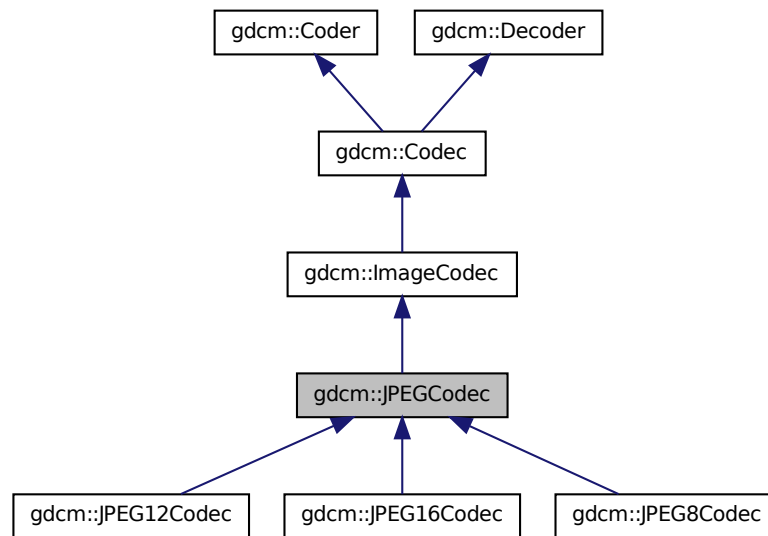 gdcm::Coder
gdcm::Decoder
gdcm::Codec
gdcm::ImageCodec
gdcm::JPEGCodec
gdcm::JPEG12Codec
gdcm::JPEG16Codec
gdcm::JPEG8Codec